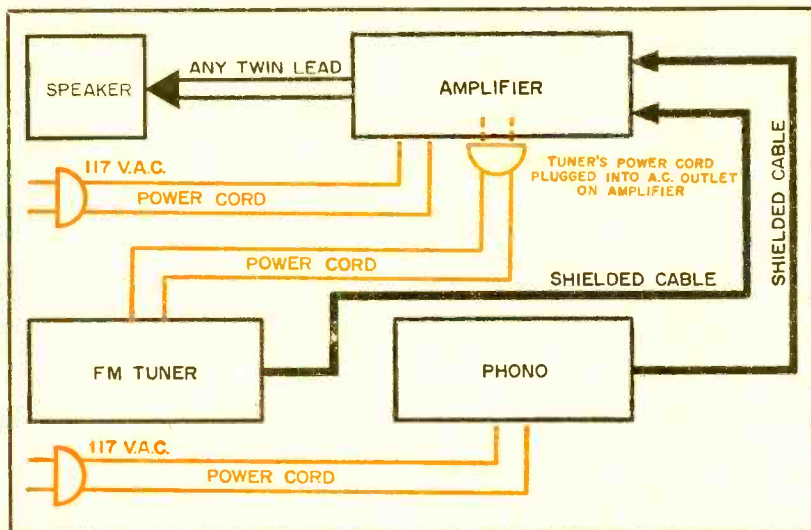 SPEAKER
ANY TWIN LEAD
AMPLIFIER
117 V.A.C.
POWER CORD
TUNER'S POWER CORD
PLUGGED INTO A.C. OUTLET
ON AMPLIFIER
SHIELDED CABLE
POWER CORD
SHIELDED CABLE
FM TUNER
PHONO
117 V.A.C.
POWER CORD